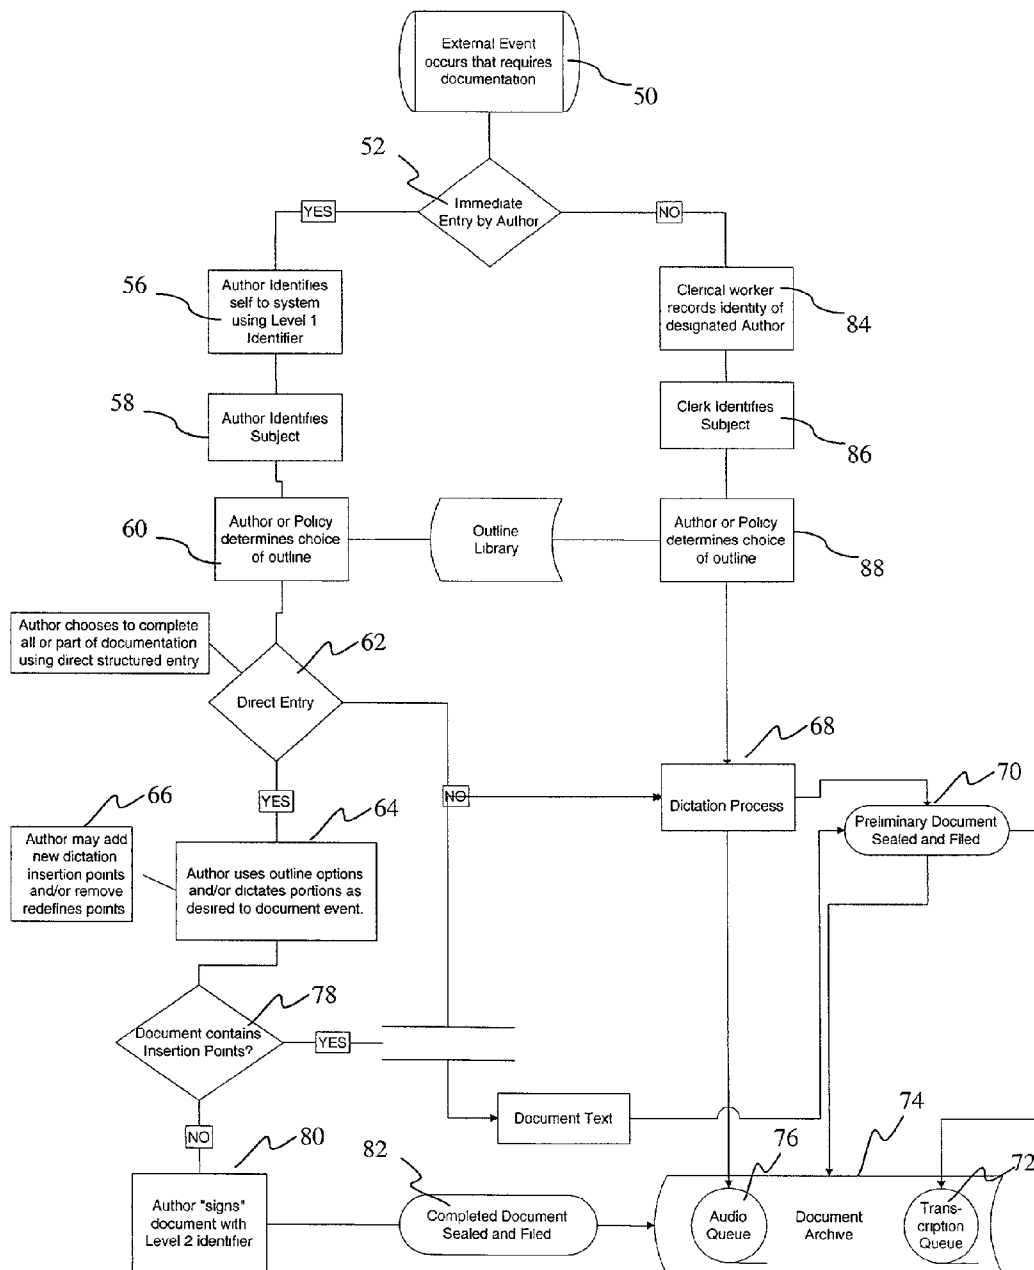 External Event
occurs that requires
documentation
50
52
Immediate
Entry by Author
YES
NO
56
Author Identifies
self to system
using Level 1
Identifier
Clerical worker
records identity of
designated Author
84
58
Author Identifies
Subject
Clerk Identifies
Subject
86
60
Author or Policy
determines choice
of outline
Outline
Library
Author or Policy
determines choice
of outline
88
Author chooses to complete
all or part of documentation
using direct structured entry
62
Direct Entry
68
70
YES
NO
Dictation Process
Preliminary Document
Sealed and Filed
66
64
Author may add
new dictation
insertion points
and/or remove
redefines points
Author uses outline options
and/or dictates portions as
desired to document event.
78
Document contains
Insertion Points?
YES
Document Text
NO
80
82
76
74
72
Author "signs"
document with
Level 2 identifier
Completed Document
Sealed and Filed
Audio
Queue
Document
Archive
Trans-
cription
Queue